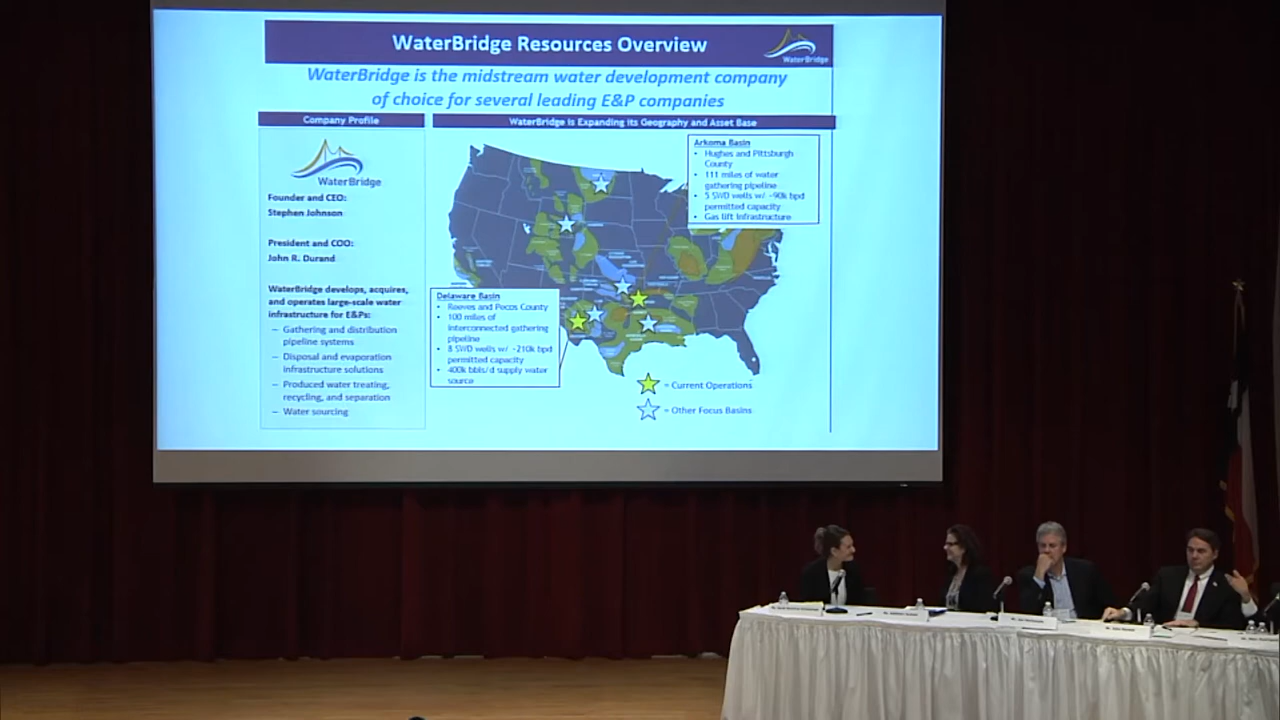 WaterBridge Resources Overview
WaterBridge
WaterBridge is the midstream water development company
of choice for several leading E&P companies
Company Profile
WaterBridge is Expanding its Geography and Asset Base
WaterBridge
Founder and CEO:
Stephen Johnson
President and COO:
John R. Durand
WaterBridge develops, acquires,
and operates large-scale water
infrastructure for E&Ps:
— Gathering and distribution
pipeline systems
— Disposal and evaporation
infrastructure solutions
— Produced water treating,
recycling, and separation
— Water sourcing
Arkoma Basin
• Hughes and Pittsburgh
County
• 111 miles of water
gathering pipeline
• 5 SWD wells w/ ~90k bpd
permitted capacity
• Gas lift infrastructure
Delaware Basin
• Reeves and Pecos County
• 100 miles of
interconnected gathering
pipeline
• 8 SWD wells w/ ~210k bpd
permitted capacity
• 400k bbls/d supply water
source
= Current Operations
= Other Focus Basins